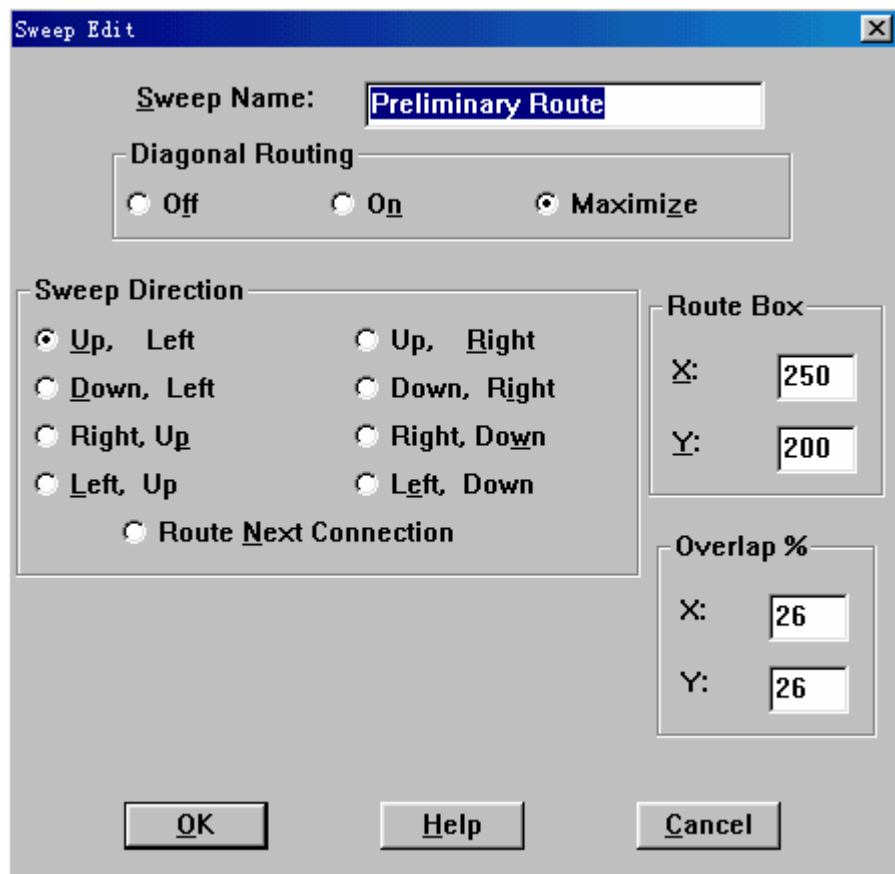 Sweep Edit
Sweep Name: Preliminary Route
Diagonal Routing
Off On Maximize
Sweep Direction
Up, Left Up, Right
Down, Left Down, Right
Right, Up Right, Down
Left, Up Left, Down
Route Next Connection
Route Box
X: 250
Y: 200
Overlap %
X: 26
Y: 26
OK Help Cancel